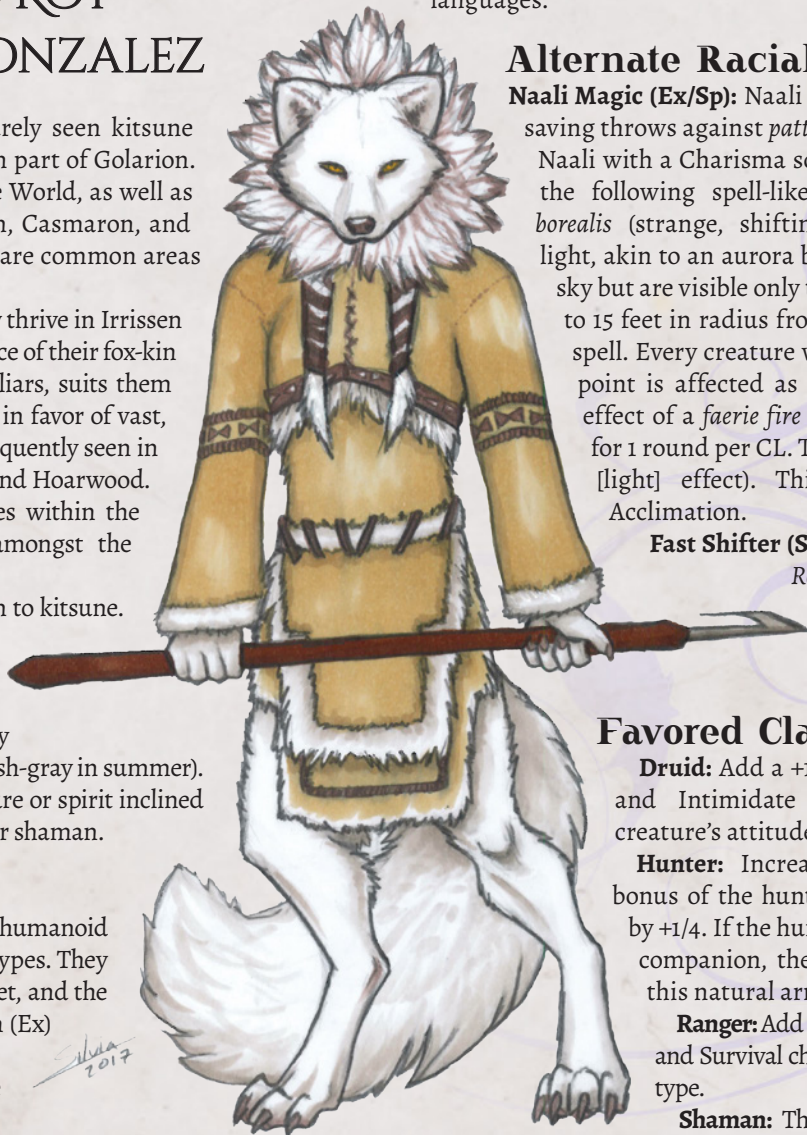 ONZALEZ
rarely seen kitsune
n part of Golarion.
World, as well as
n, Casmaron, and
are common areas
thrive in Irrissen
ce of their fox-kin
liars, suits them
in favor of vast,
quently seen in
nd Hoarwood.
es within the
amongst the
n to kitsune.
y
sh-gray in summer).
are or spirit inclined
r shaman.
humanoid
ypes. They
et, and the
n (Ex)
Silvia
2017
languages.
Alternate Racial
Naali Magic (Ex/Sp): Naali
saving throws against patt
Naali with a Charisma sc
the following spell-like
borealis (strange, shiftin
light, akin to an aurora b
sky but are visible only
to 15 feet in radius fro
spell. Every creature w
point is affected as
effect of a faerie fire
for 1 round per CL. T
[light] effect). Thi
Acclimation.
Fast Shifter (S
R
Favored Cla
Druid: Add a +1
and Intimidate
creature's attitude
Hunter: Increa
bonus of the hunt
by +1/4. If the hu
companion, the
this natural arm
Ranger: Add
and Survival ch
type.
Shaman: Th